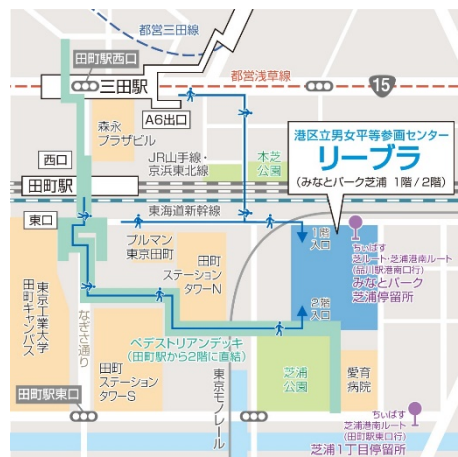 都営三田線
田町駅西口
都営浅草線
15
三田駅
A6出口
森永
プラザビル
港区立男女平等参画センター
リーブラ
(みなとパーク芝浦 1階/2階)
西口
JR山手線・
京浜東北線
本芝
公園
田町駅
東海道新幹線
東口
プルマン
東京田町
田町
ステーション
タワーN
1階
入口
ちぃばす
芝ルート・芝浦港南ルート
(品川駅港南口行)
みなとパーク
芝浦停留所
東京工業大学
田町キャンパス
なぎさ通り
2階
入口
ペデストリアンデッキ
(田町駅から2階に直結)
田町
ステーション
タワーS
東京モノレール
芝浦
公園
愛育
病院
田町駅東口
ちぃばす
芝浦港南ルート
(田町駅東口行)
芝浦1丁目停留所